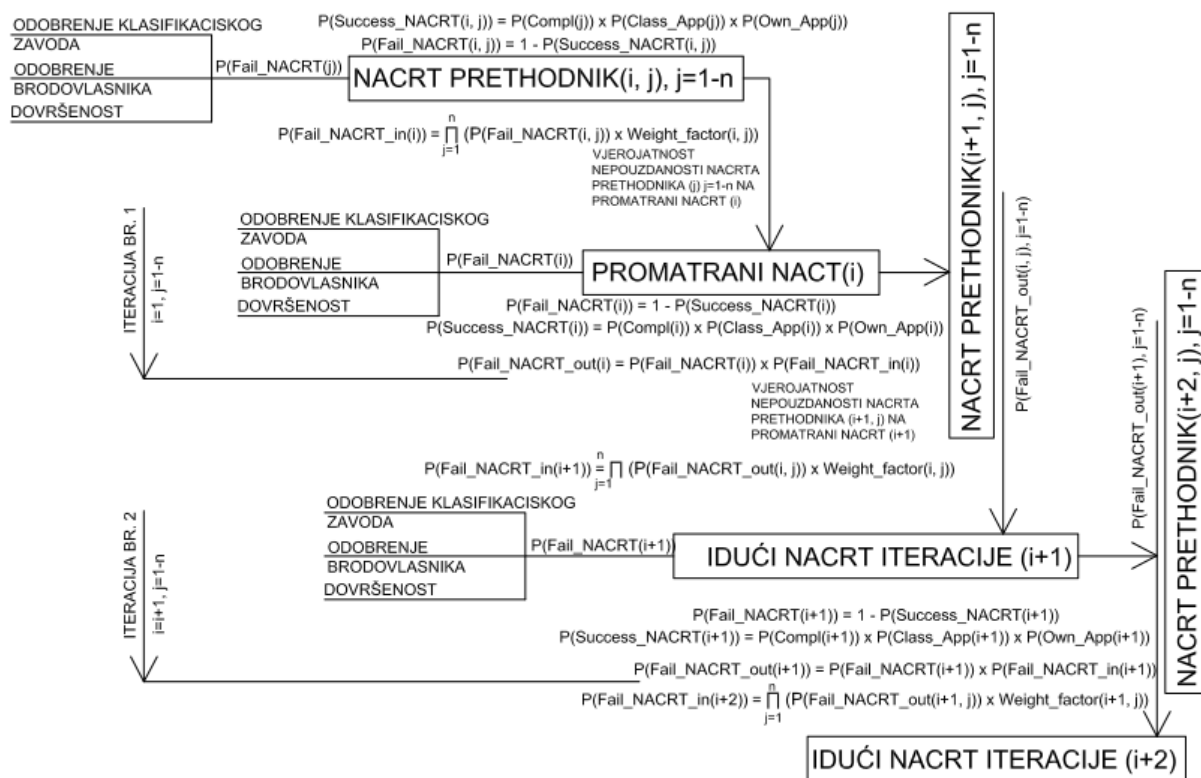 ODOBRENJE KLASIFIKACISKOG
ZAVODA
ODOBRENJE
BRODOVLASNIKA
DOVRŠENOST
P(Fail_NACRT(j))
P(Success_NACRT(i, j)) = P(Compl(j)) x P(Class_App(j)) x P(Own_App(j))
P(Fail_NACRT(i, j)) = 1 - P(Success_NACRT(i, j))
NACRT PRETHODNIK(i, j), j=1-n
P(Fail_NACRT_in(i)) = ∏ (P(Fail_NACRT(i, j)) x Weight_factor(i, j))
n
j=1
VJEROJATNOST
NEPOUZDANOSTI NACRTA
PRETHODNIKA (j) j=1-n NA
PROMATRANI NACRT (i)
NACRT PRETHODNIK(i+1, j), j=1-n
ITERACIJA BR. 1
i=1, j=1-n
ODOBRENJE KLASIFIKACISKOG
ZAVODA
ODOBRENJE
BRODOVLASNIKA
DOVRŠENOST
P(Fail_NACRT(i))
PROMATRANI NACT(i)
P(Fail_NACRT(i)) = 1 - P(Success_NACRT(i))
P(Success_NACRT(i)) = P(Compl(i)) x P(Class_App(i)) x P(Own_App(i))
P(Fail_NACRT_out(i) = P(Fail_NACRT(i)) x P(Fail_NACRT_in(i))
VJEROJATNOST
NEPOUZDANOSTI NACRTA
PRETHODNIKA (i+1, j) NA
PROMATRANI NACRT (i+1)
P(Fail_NACRT_out(i, j), j=1-n)
P(Fail_NACRT_in(i+1)) = ∏ (P(Fail_NACRT_out(i, j)) x Weight_factor(i, j))
n
j=1
ITERACIJA BR. 2
i=i+1, j=1-n
ODOBRENJE KLASIFIKACISKOG
ZAVODA
ODOBRENJE
BRODOVLASNIKA
DOVRŠENOST
P(Fail_NACRT(i+1))
IDUĆI NACRT ITERACIJE (i+1)
P(Fail_NACRT_out(i+1), j=1-n)
NACRT PRETHODNIK(i+2, j), j=1-n
P(Fail_NACRT(i+1)) = 1 - P(Success_NACRT(i+1))
P(Success_NACRT(i+1)) = P(Compl(i+1)) x P(Class_App(i+1)) x P(Own_App(i+1))
P(Fail_NACRT_out(i+1)) = P(Fail_NACRT(i+1)) x P(Fail_NACRT_in(i+1))
P(Fail_NACRT_in(i+2)) = ∏ (P(Fail_NACRT_out(i+1, j)) x Weight_factor(i+1, j))
n
j=1
IDUĆI NACRT ITERACIJE (i+2)